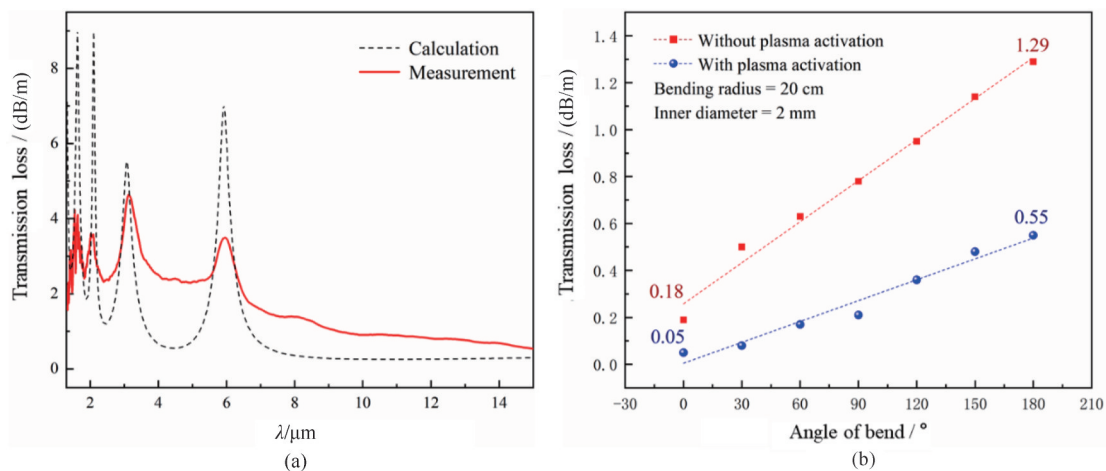 Transmission loss / (dB/m)
8
6
4
2
0
Calculation
Measurement
2
4
6
8
10
12
14
λ/μm
(a)
Transmission loss / (dB/m)
1.4
1.2
1.0
0.8
0.6
0.4
0.2
0.0
Without plasma activation
With plasma activation
Bending radius = 20 cm
Inner diameter = 2 mm
1.29
0.55
0.18
0.05
-30
0
30
60
90
120
150
180
210
Angle of bend / °
(b)